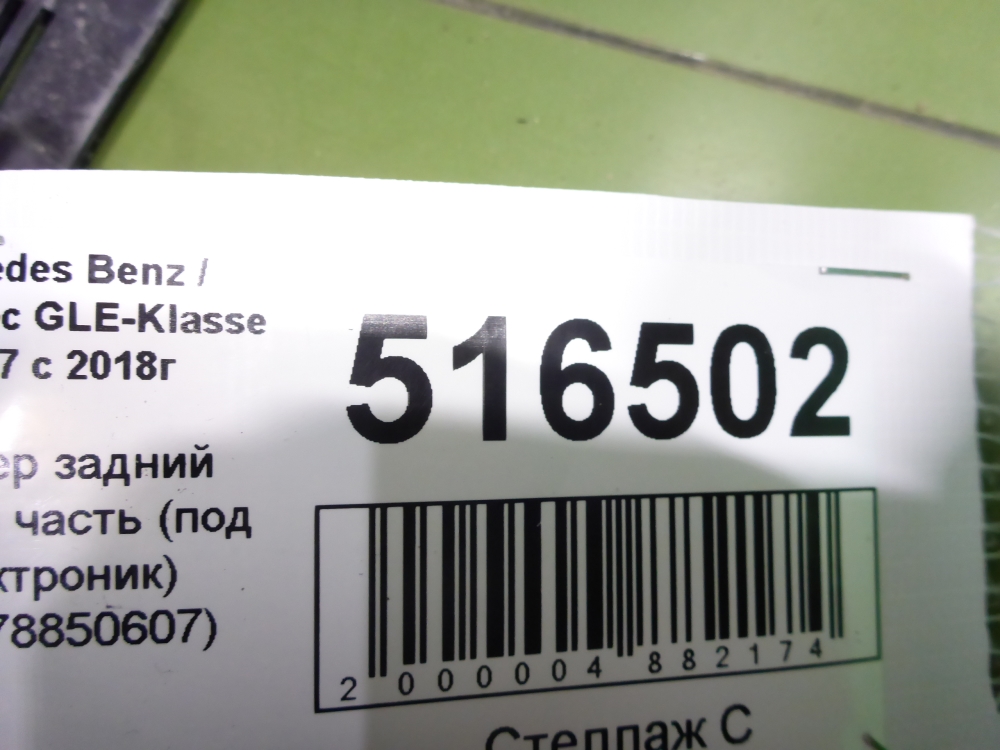 edes Benz /
с GLE-Klasse
7 с 2018г
516502
ер задний
часть (под
ктроник)
78850607)
2 000004 882174
Стеллаж С